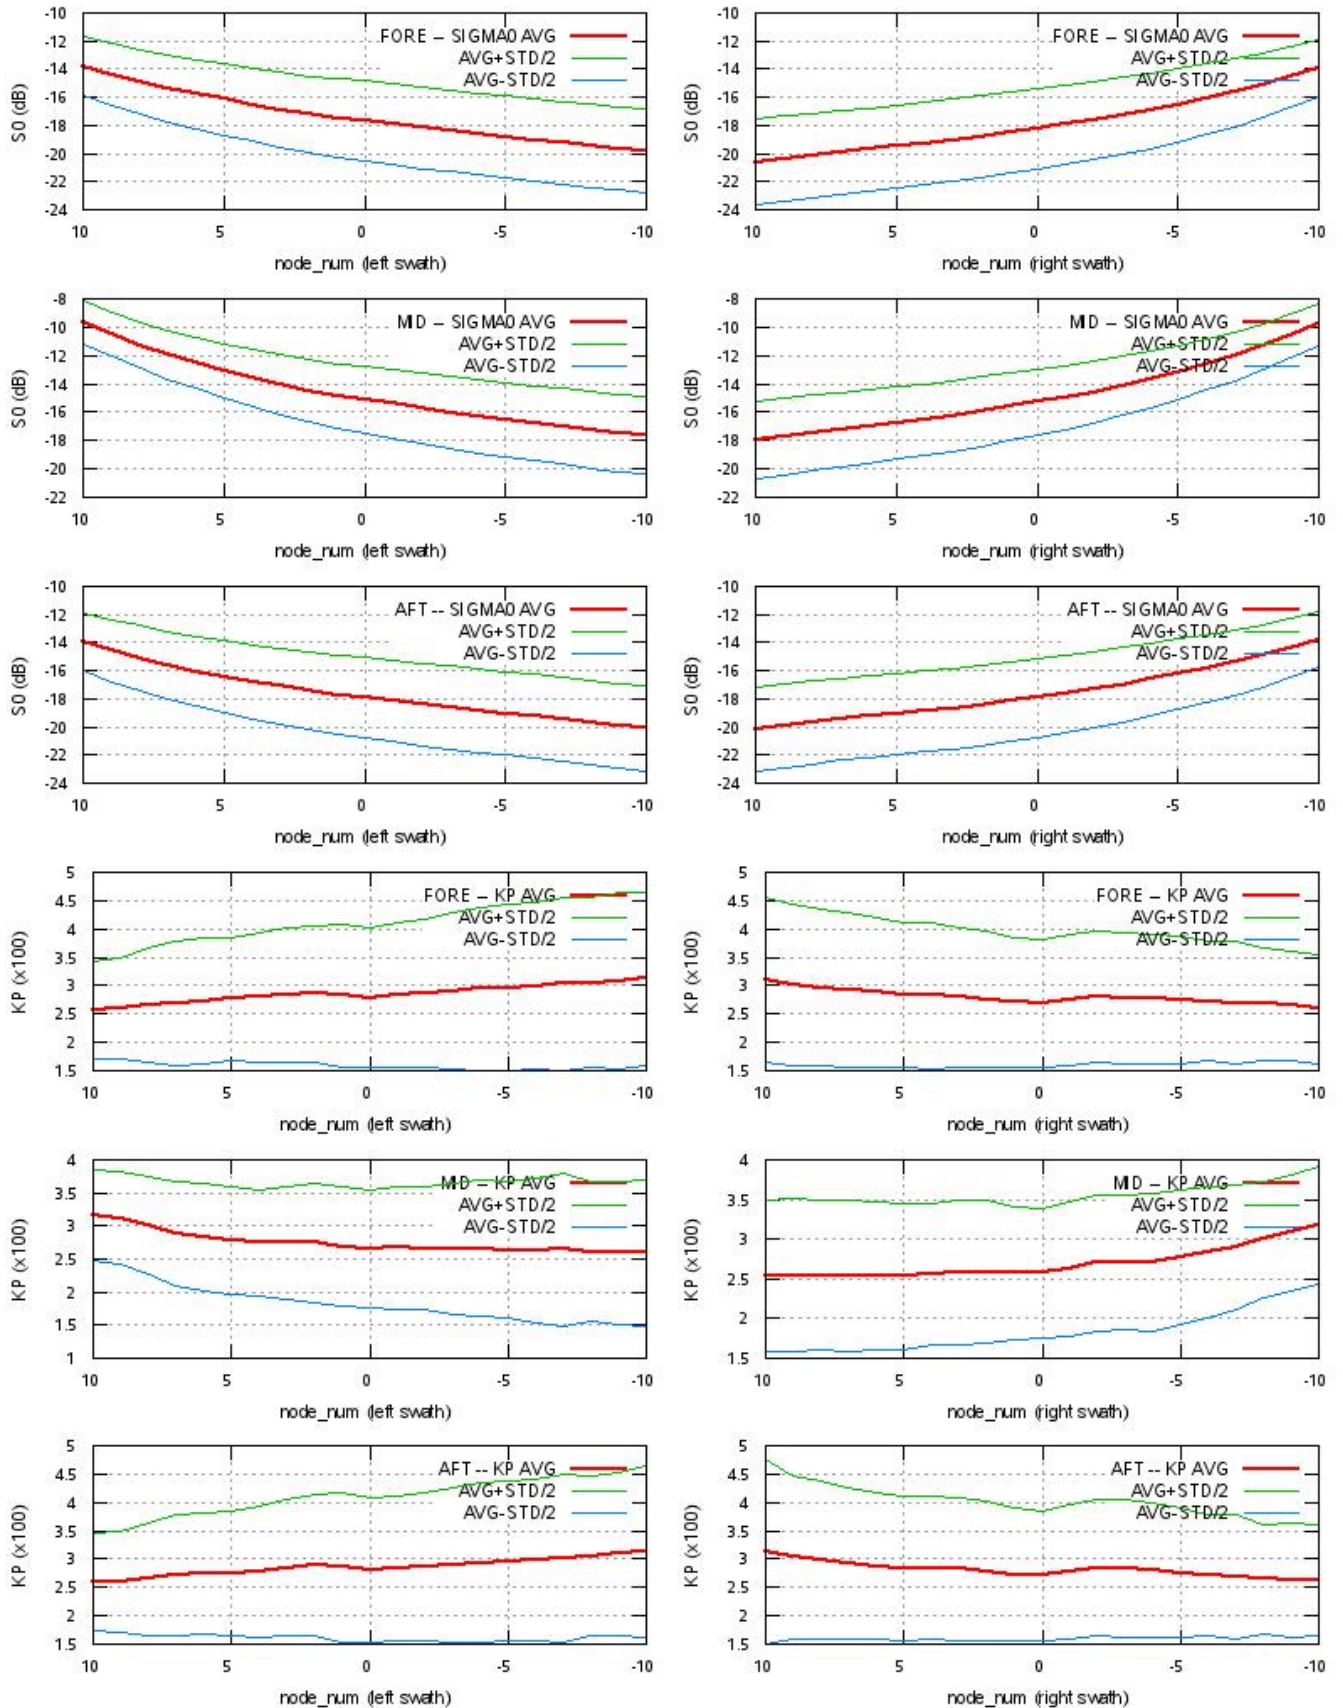 -10
FORE -- SIGMA0 AVG
-12
AVG+STD/2
-14
AVG-STD/2
-16
-18
-20
-22
-24
S0 (dB)
10 5 0 -5 -10
node_num (left swath)
-10
FORE -- SIGMA0 AVG
-12
AVG+STD/2
-14
AVG-STD/2
-16
-18
-20
-22
-24
S0 (dB)
10 5 0 -5 -10
node_num (right swath)
-8
MID -- SIGMA0 AVG
-10
AVG+STD/2
-12
AVG-STD/2
-14
-16
-18
-20
-22
S0 (dB)
10 5 0 -5 -10
node_num (left swath)
-8
MID -- SIGMA0 AVG
-10
AVG+STD/2
-12
AVG-STD/2
-14
-16
-18
-20
-22
S0 (dB)
10 5 0 -5 -10
node_num (right swath)
-10
AFT -- SIGMA0 AVG
-12
AVG+STD/2
-14
AVG-STD/2
-16
-18
-20
-22
-24
S0 (dB)
10 5 0 -5 -10
node_num (left swath)
-10
AFT -- SIGMA0 AVG
-12
AVG+STD/2
-14
AVG-STD/2
-16
-18
-20
-22
-24
S0 (dB)
10 5 0 -5 -10
node_num (right swath)
5
FORE -- KP AVG
4.5
AVG+STD/2
4
AVG-STD/2
3.5
3
2.5
2
1.5
KP (x100)
10 5 0 -5 -10
node_num (left swath)
5
FORE -- KP AVG
4.5
AVG+STD/2
4
AVG-STD/2
3.5
3
2.5
2
1.5
KP (x100)
10 5 0 -5 -10
node_num (right swath)
4
MID -- KP AVG
3.5
AVG+STD/2
3
AVG-STD/2
2.5
2
1.5
1
KP (x100)
10 5 0 -5 -10
node_num (left swath)
4
MID -- KP AVG
3.5
AVG+STD/2
3
AVG-STD/2
2.5
2
1.5
KP (x100)
10 5 0 -5 -10
node_num (right swath)
5
AFT -- KP AVG
4.5
AVG+STD/2
4
AVG-STD/2
3.5
3
2.5
2
1.5
KP (x100)
10 5 0 -5 -10
node_num (left swath)
5
AFT -- KP AVG
4.5
AVG+STD/2
4
AVG-STD/2
3.5
3
2.5
2
1.5
KP (x100)
10 5 0 -5 -10
node_num (right swath)